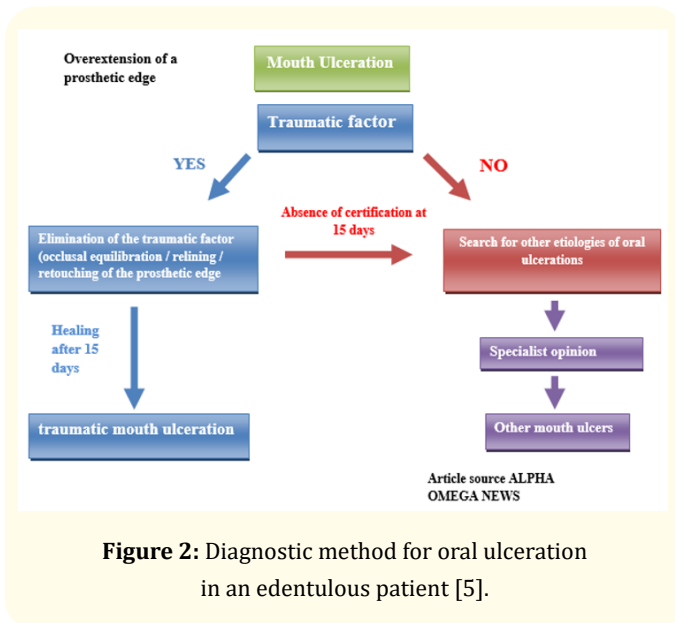 Overextension of a
prosthetic edge
Mouth Ulceration
Traumatic factor
YES
NO
Absence of certification at
15 days
Elimination of the traumatic factor
(occlusal equilibration / relining /
retouching of the prosthetic edge
Search for other etiologies of oral
ulcerations
Healing
after 15
days
Specialist opinion
traumatic mouth ulceration
Other mouth ulcers
Article source ALPHA
OMEGA NEWS
Figure 2: Diagnostic method for oral ulceration
in an edentulous patient [5].